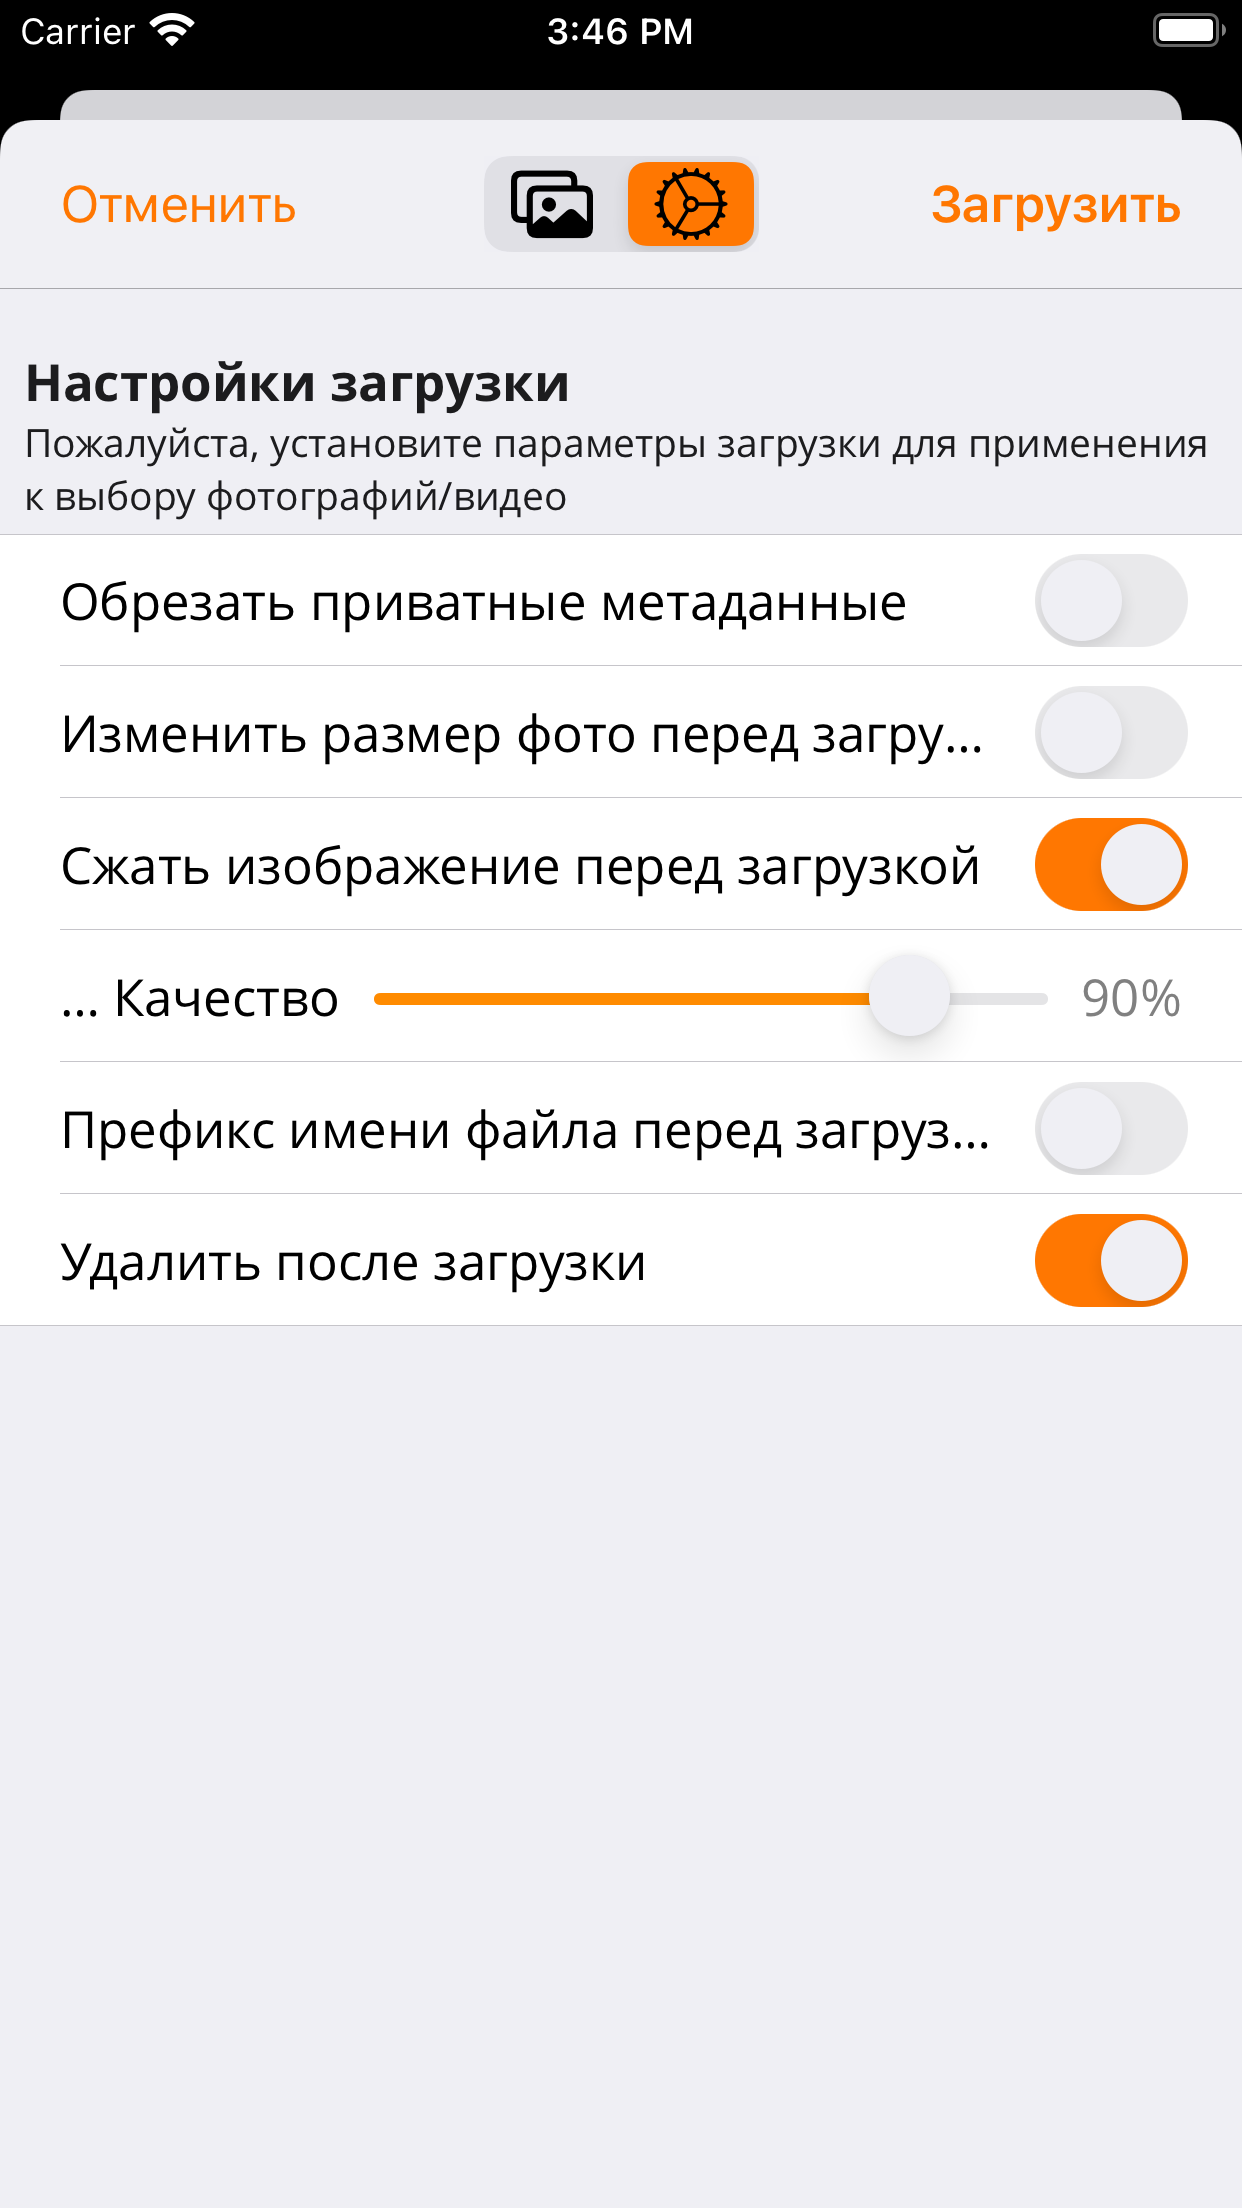 Carrier 3:46 PM
Отменить Загрузить
Настройки загрузки
Пожалуйста, установите параметры загрузки для применения
к выбору фотографий/видео
Обрезать приватные метаданные
Изменить размер фото перед загру...
Сжать изображение перед загрузкой
... Качество 90%
Префикс имени файла перед загруз...
Удалить после загрузки